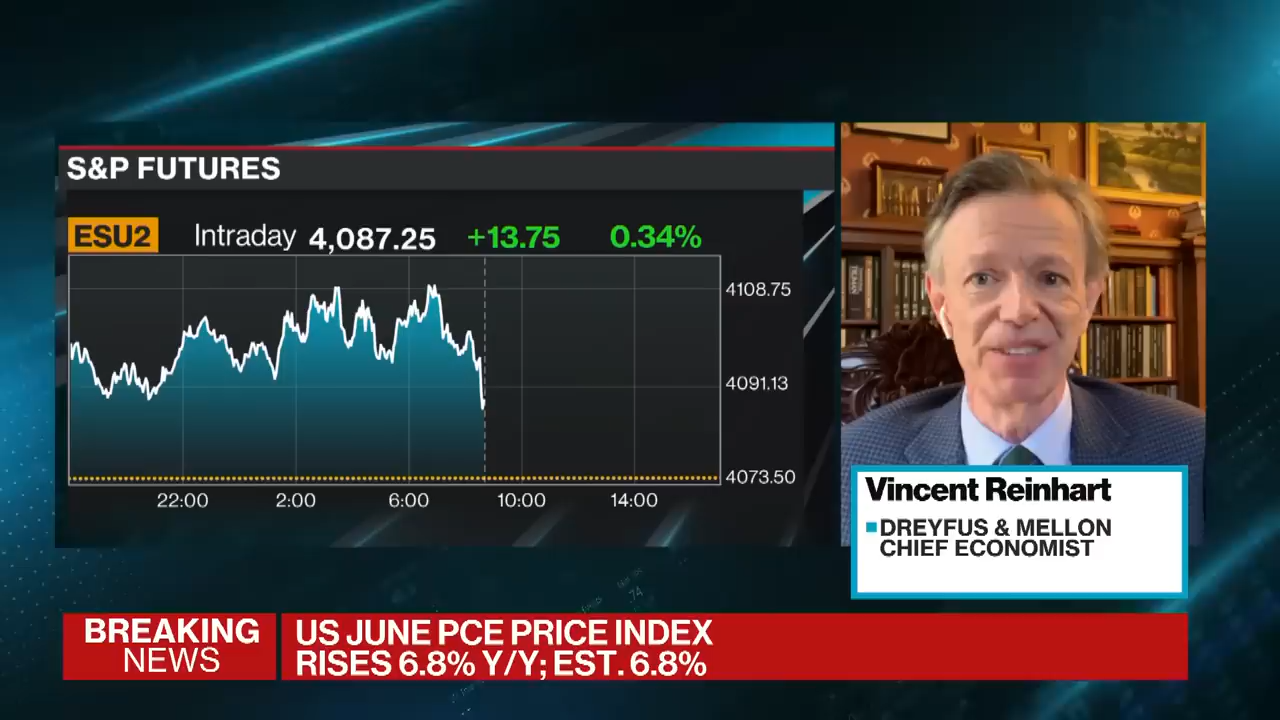 S&P FUTURES
ESU2 Intraday 4,087.25 +13.75 0.34%
4108.75
4091.13
4073.50
22:00 2:00 6:00 10:00 14:00
Vincent Reinhart
DREYFUS & MELLON
CHIEF ECONOMIST
BREAKING
NEWS
US JUNE PCE PRICE INDEX
RISES 6.8% Y/Y; EST. 6.8%